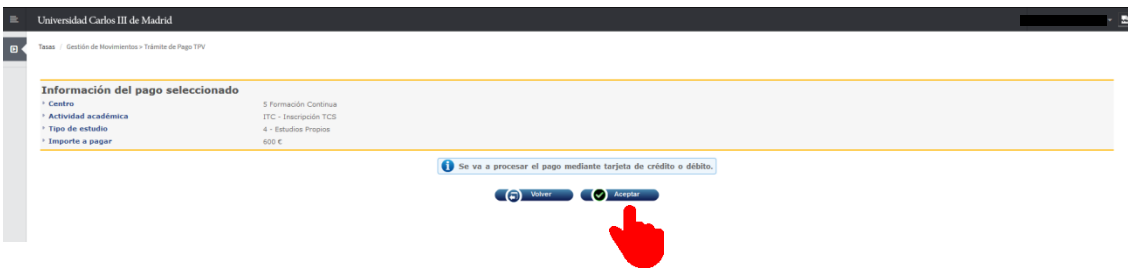 Universidad Carlos III de Madrid
Tasas / Gestión de Movimientos > Trámite de Pago TPV
Información del pago seleccionado
Centro 5 Formación Continua
Actividad académica ITC - Inscripción TCS
Tipo de estudio 4 - Estudios Propios
Importe a pagar 600 €
Se va a procesar el pago mediante tarjeta de crédito o débito.
Volver Aceptar